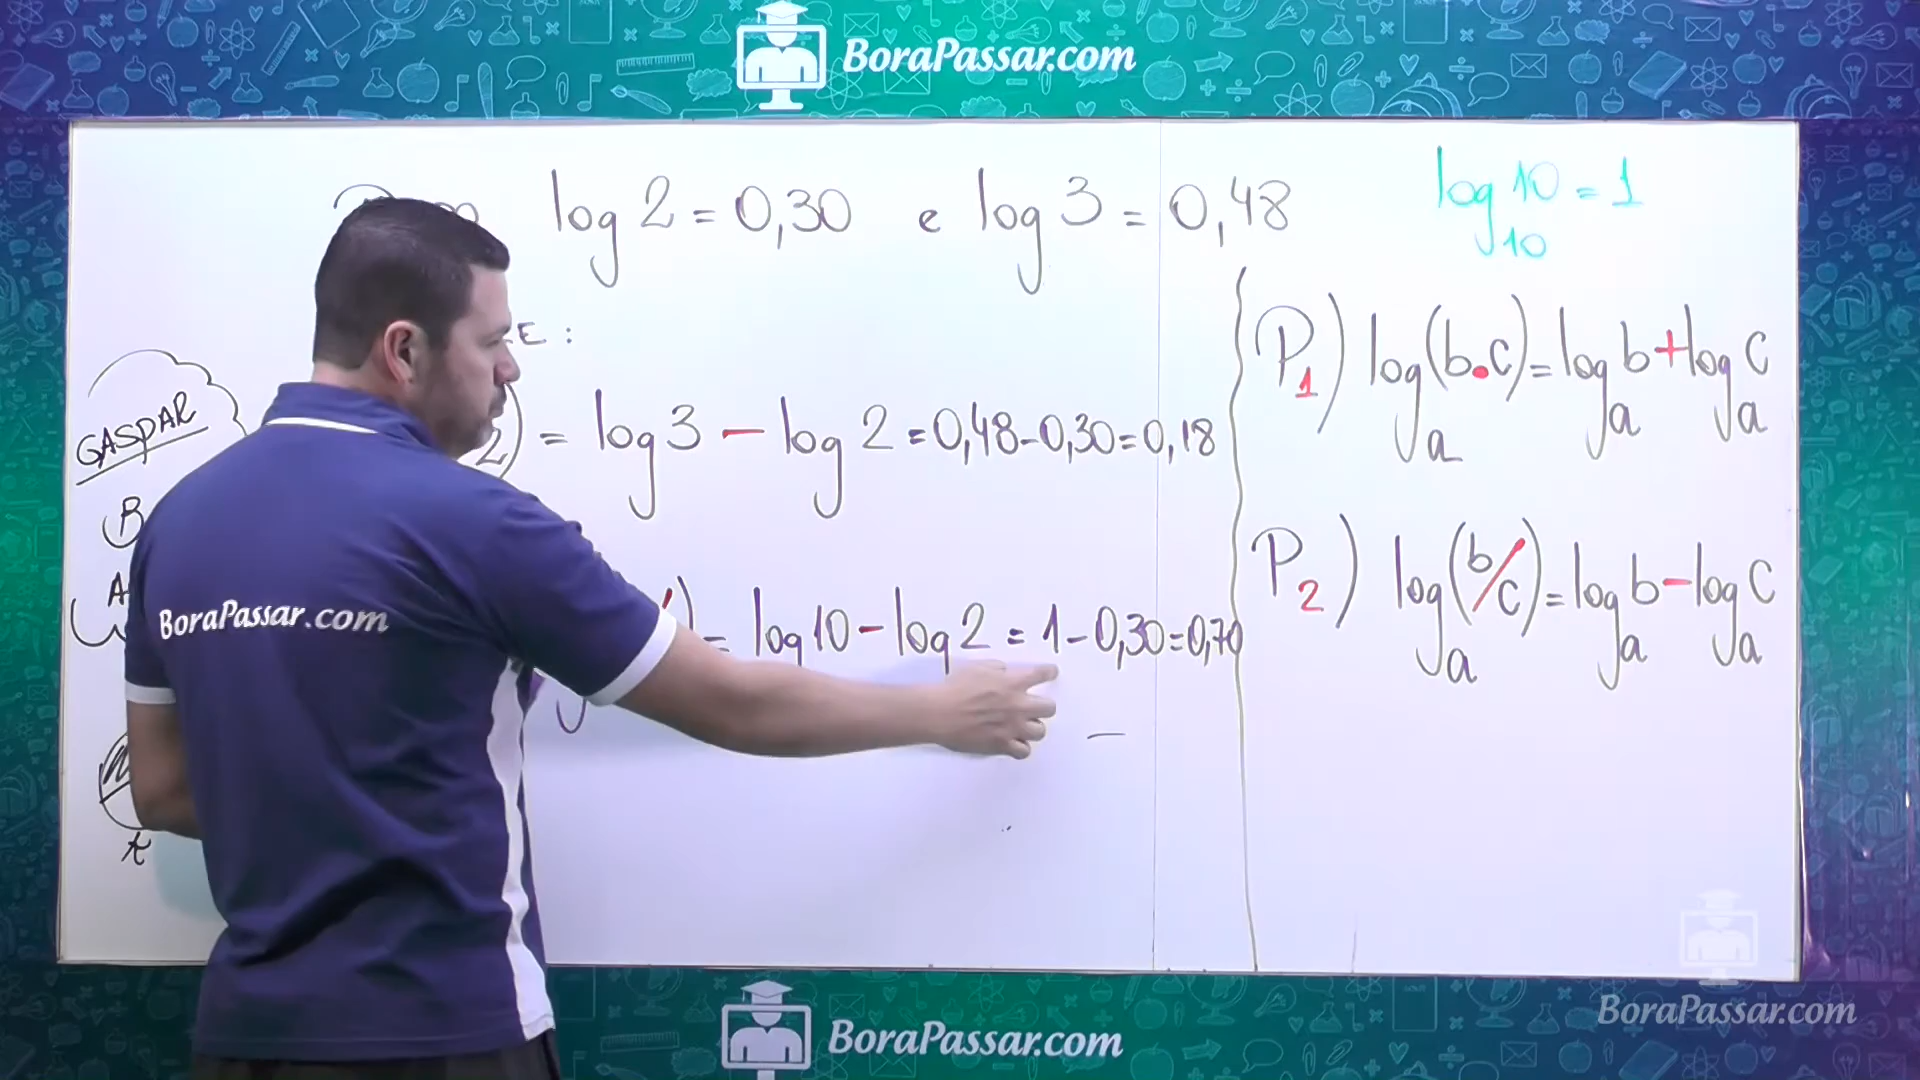 BoraPassar.com
log 2 = 0,30 e log 3 = 0,48
log₁₀ 10 = 1
E :
GASPAR
2) = log 3 - log 2 = 0,48 - 0,30 = 0,18
) = log 10 - log 2 = 1 - 0,30 = 0,70
P₁) logₐ(b.c) = logₐ b + logₐ c
P₂) logₐ(b/c) = logₐ b - logₐ c
BoraPassar.com
BoraPassar.com
BoraPassar.com